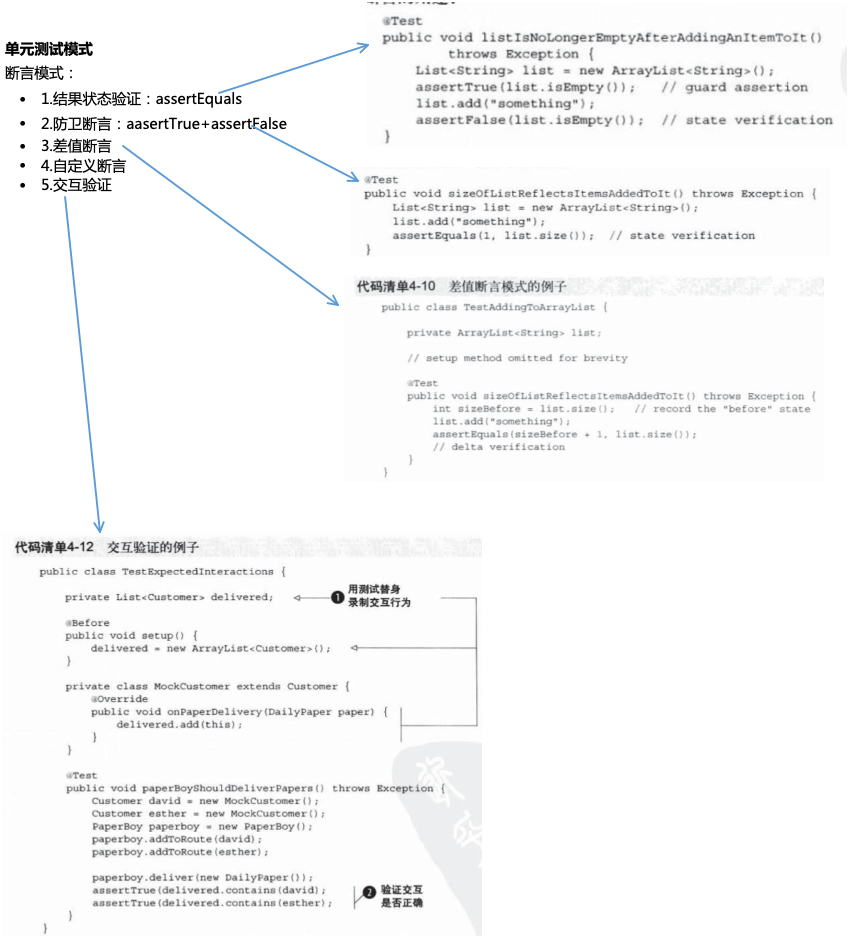 单元测试模式
断言模式：
• 1.结果状态验证：assertEquals
• 2.防卫断言：aasertTrue+assertFalse
• 3.差值断言
• 4.自定义断言
• 5.交互验证
@Test
public void listIsNoLongerEmptyAfterAddingAnItemToIt()
throws Exception {
List<String> list = new ArrayList<String>();
assertTrue(list.isEmpty()); // guard assertion
list.add("something");
assertFalse(list.isEmpty()); // state verification
}
@Test
public void sizeOfListReflectsItemsAddedToIt() throws Exception {
List<String> list = new ArrayList<String>();
list.add("something");
assertEquals(1, list.size()); // state verification
}
代码清单4-10 差值断言模式的例子
public class TestAddingToArrayList {
private ArrayList<String> list;
// setup method omitted for brevity
@Test
public void sizeOfListReflectsItemsAddedToIt() throws Exception {
int sizeBefore = list.size(); // record the "before" state
list.add("something");
assertEquals(sizeBefore + 1, list.size());
// delta verification
}
}
代码清单4-12 交互验证的例子
public class TestExpectedInteractions {
private List<Customer> delivered;
❶ 用测试替身
录制交互行为
@Before
public void setup() {
delivered = new ArrayList<Customer>();
}
private class MockCustomer extends Customer {
@Override
public void onPaperDelivery(DailyPaper paper) {
delivered.add(this);
}
}
@Test
public void paperBoyShouldDeliverPapers() throws Exception {
Customer david = new MockCustomer();
Customer esther = new MockCustomer();
PaperBoy paperboy = new PaperBoy();
paperboy.addToRoute(david);
paperboy.addToRoute(esther);
paperboy.deliver(new DailyPaper());
assertTrue(delivered.contains(david);
assertTrue(delivered.contains(esther);
❷ 验证交互
是否正确
}
}